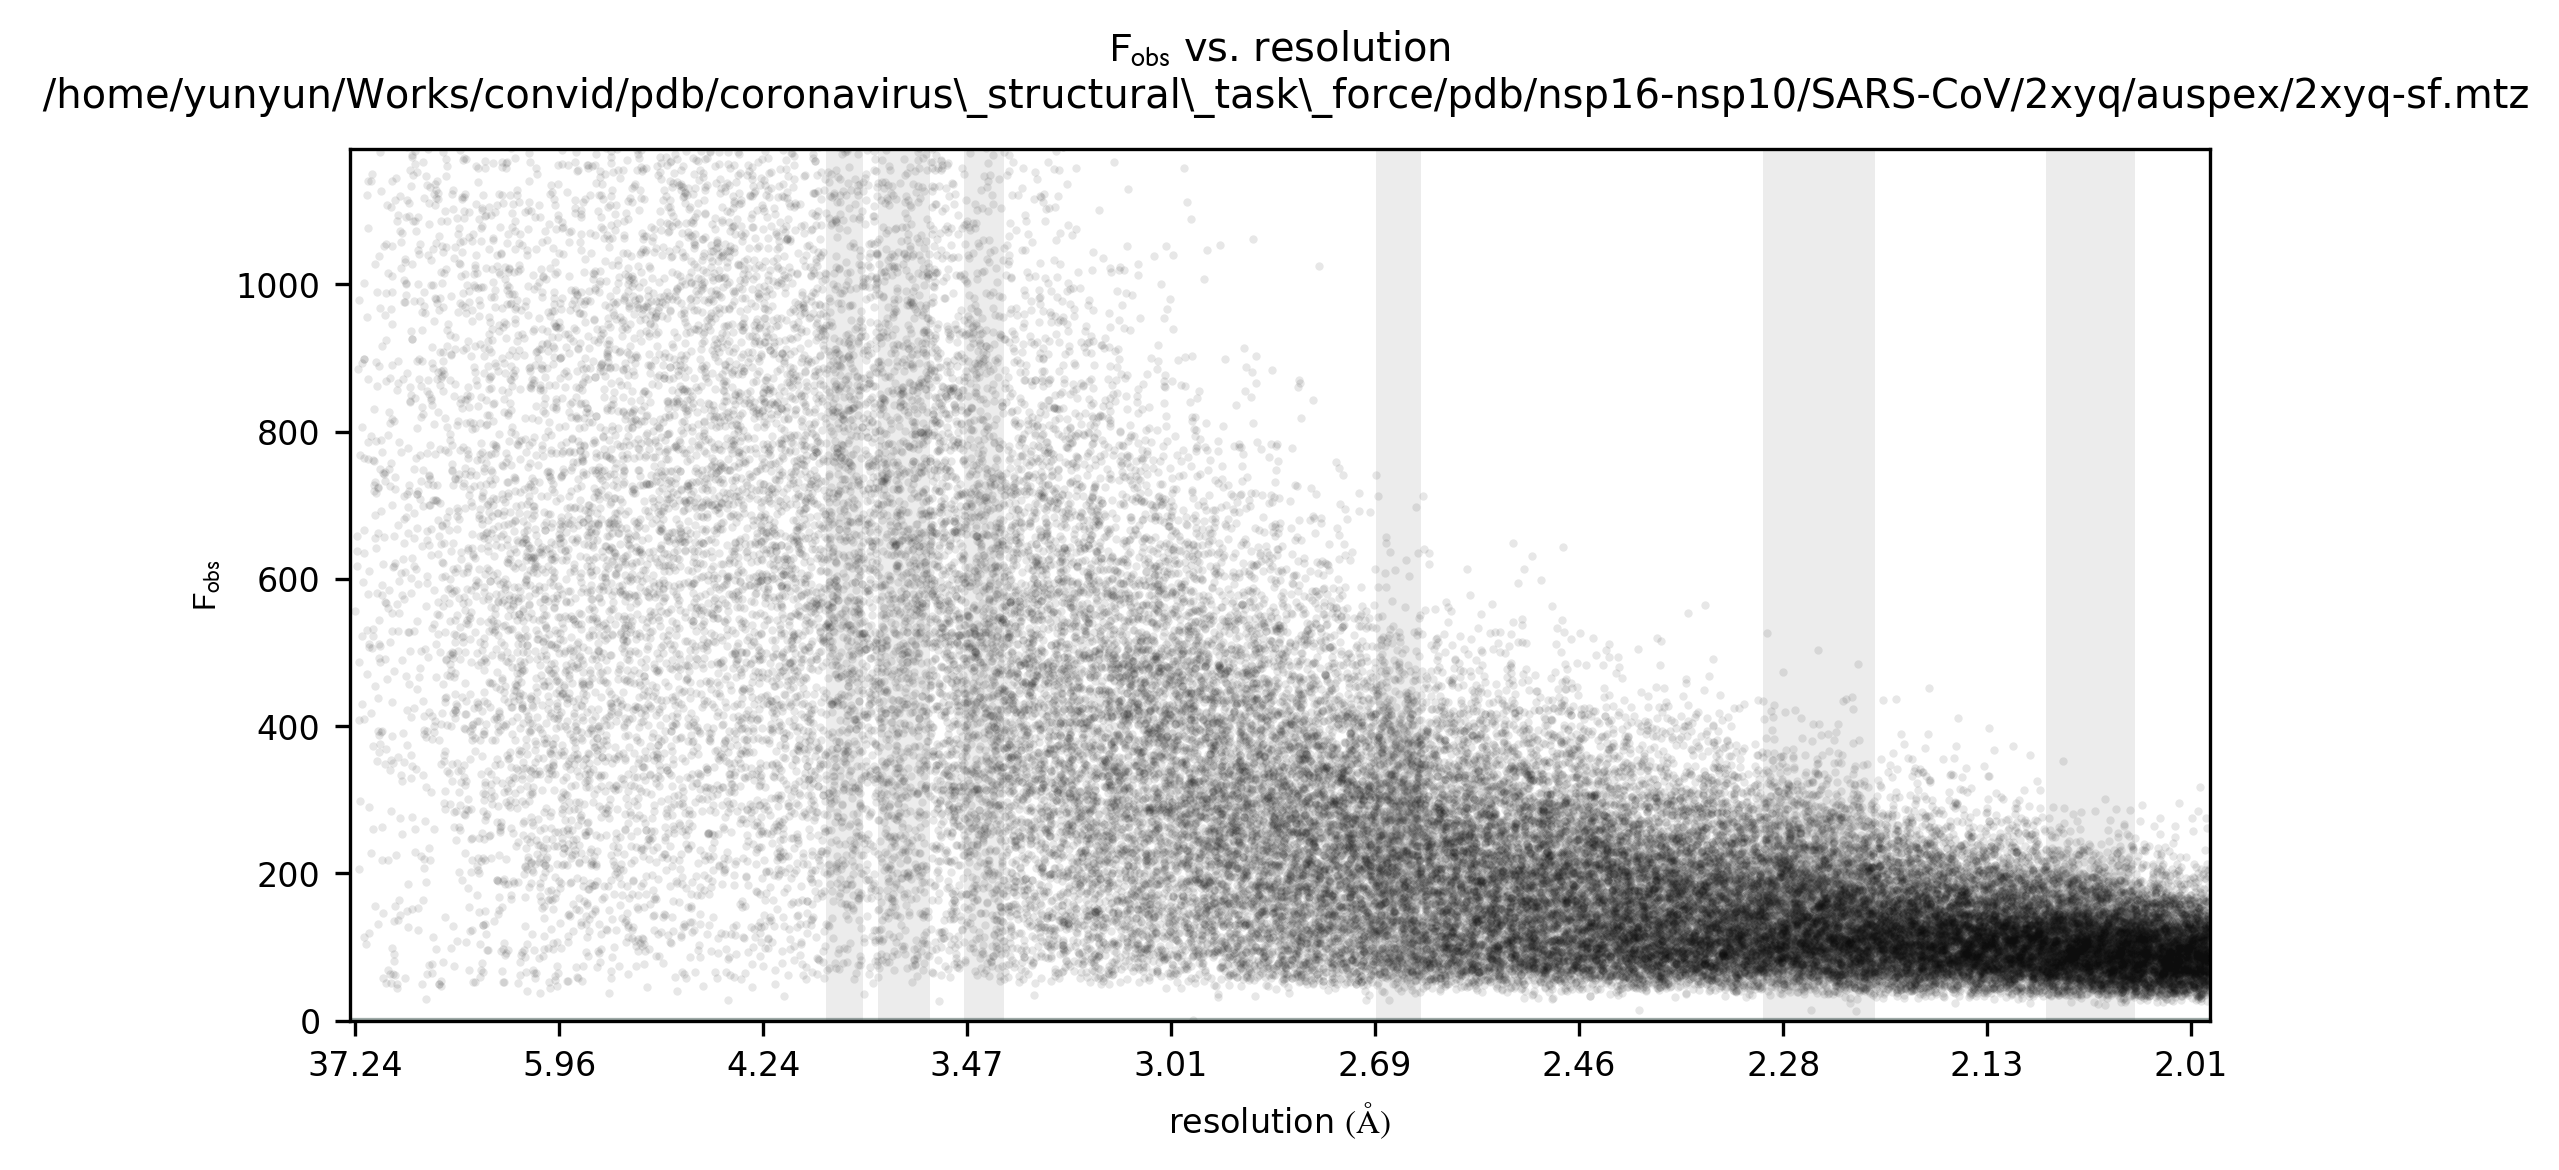 F_obs vs. resolution
/home/yunyun/Works/convid/pdb/coronavirus\_structural\_task\_force/pdb/nsp16-nsp10/SARS-CoV/2xyq/auspex/2xyq-sf.mtz
F_obs
1000
800
600
400
200
0
37.24 5.96 4.24 3.47 3.01 2.69 2.46 2.28 2.13 2.01
resolution (Å)